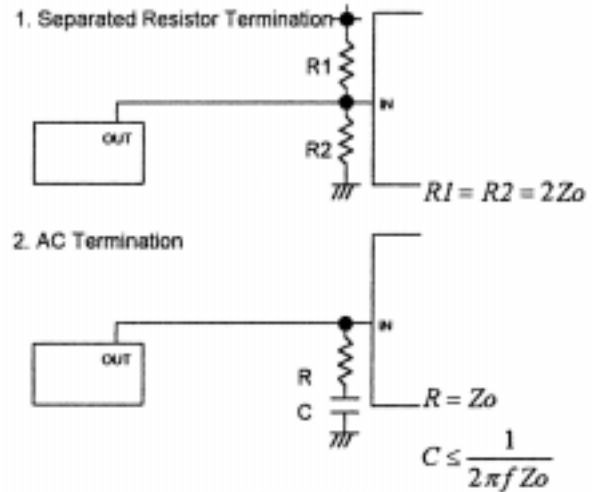 1. Separated Resistor Termination
R1
IN
OUT
R2
R1 = R2 = 2Zo
2. AC Termination
IN
OUT
R
C
R = Zo
C ≤ 1 / 2πf Zo